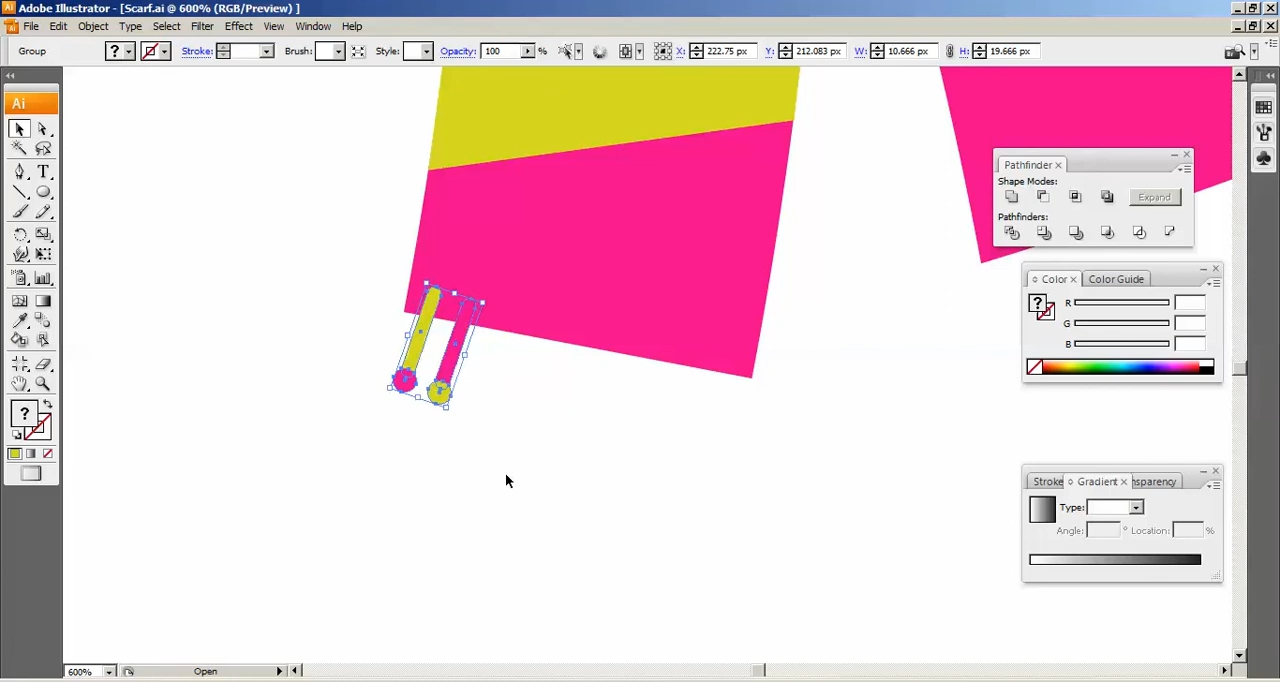 Adobe Illustrator - [Scarf.ai @ 600% (RGB/Preview) ]
File Edit Object Type Select Filter Effect View Window Help
Group ? Stroke: Brush: Style: Opacity: 100 % X: 222.75 px Y: 212.083 px W: 10.666 px H: 19.666 px
Ai
T
?
Pathfinder
Shape Modes:
Expand
Pathfinders:
Color Color Guide
? R
G
B
Stroke Gradient nsparency
Type:
Angle: ° Location: %
600% Open